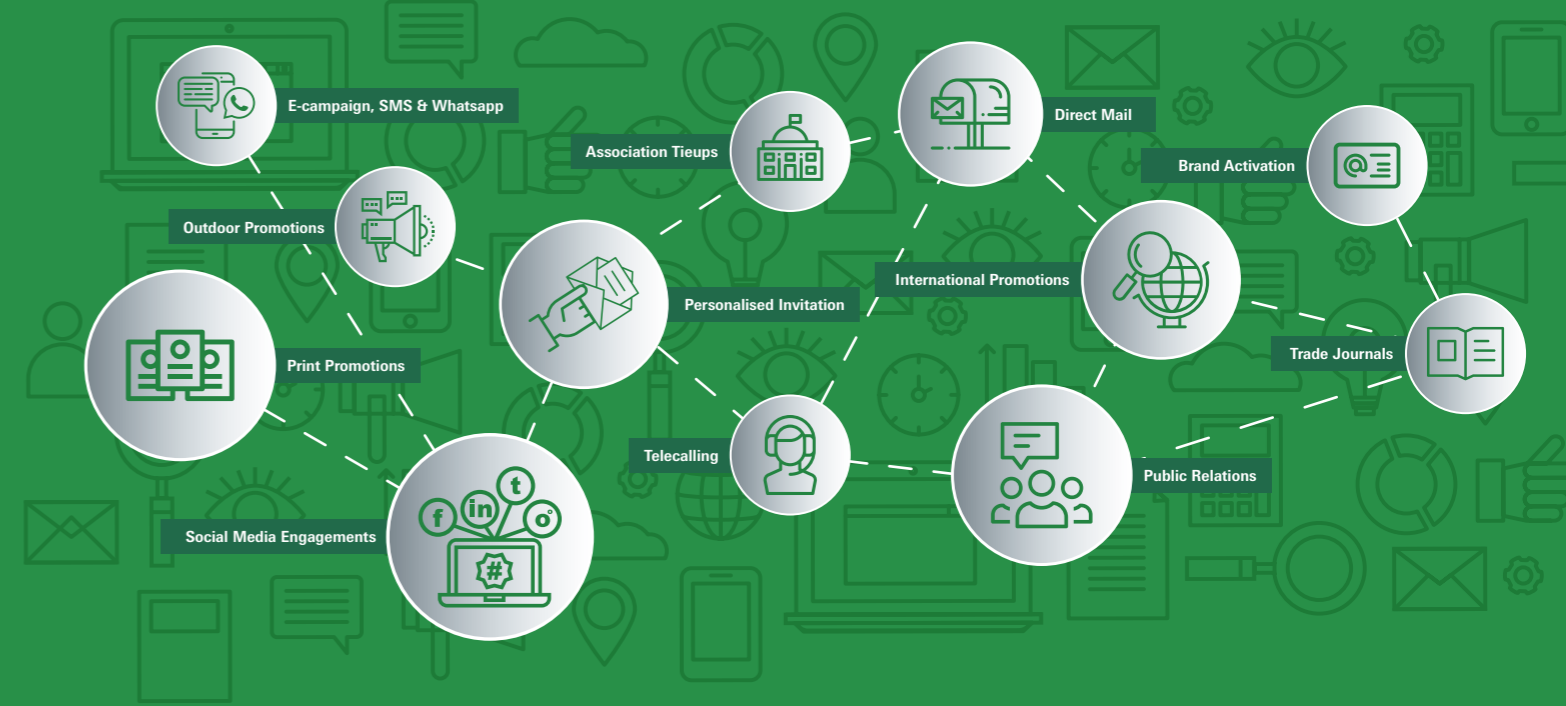 E-campaign, SMS & Whatsapp
Direct Mail
Association Tieups
Brand Activation
Outdoor Promotions
International Promotions
Personalised Invitation
Trade Journals
Print Promotions
Telecalling
Public Relations
t
in
f
Social Media Engagements
#
@